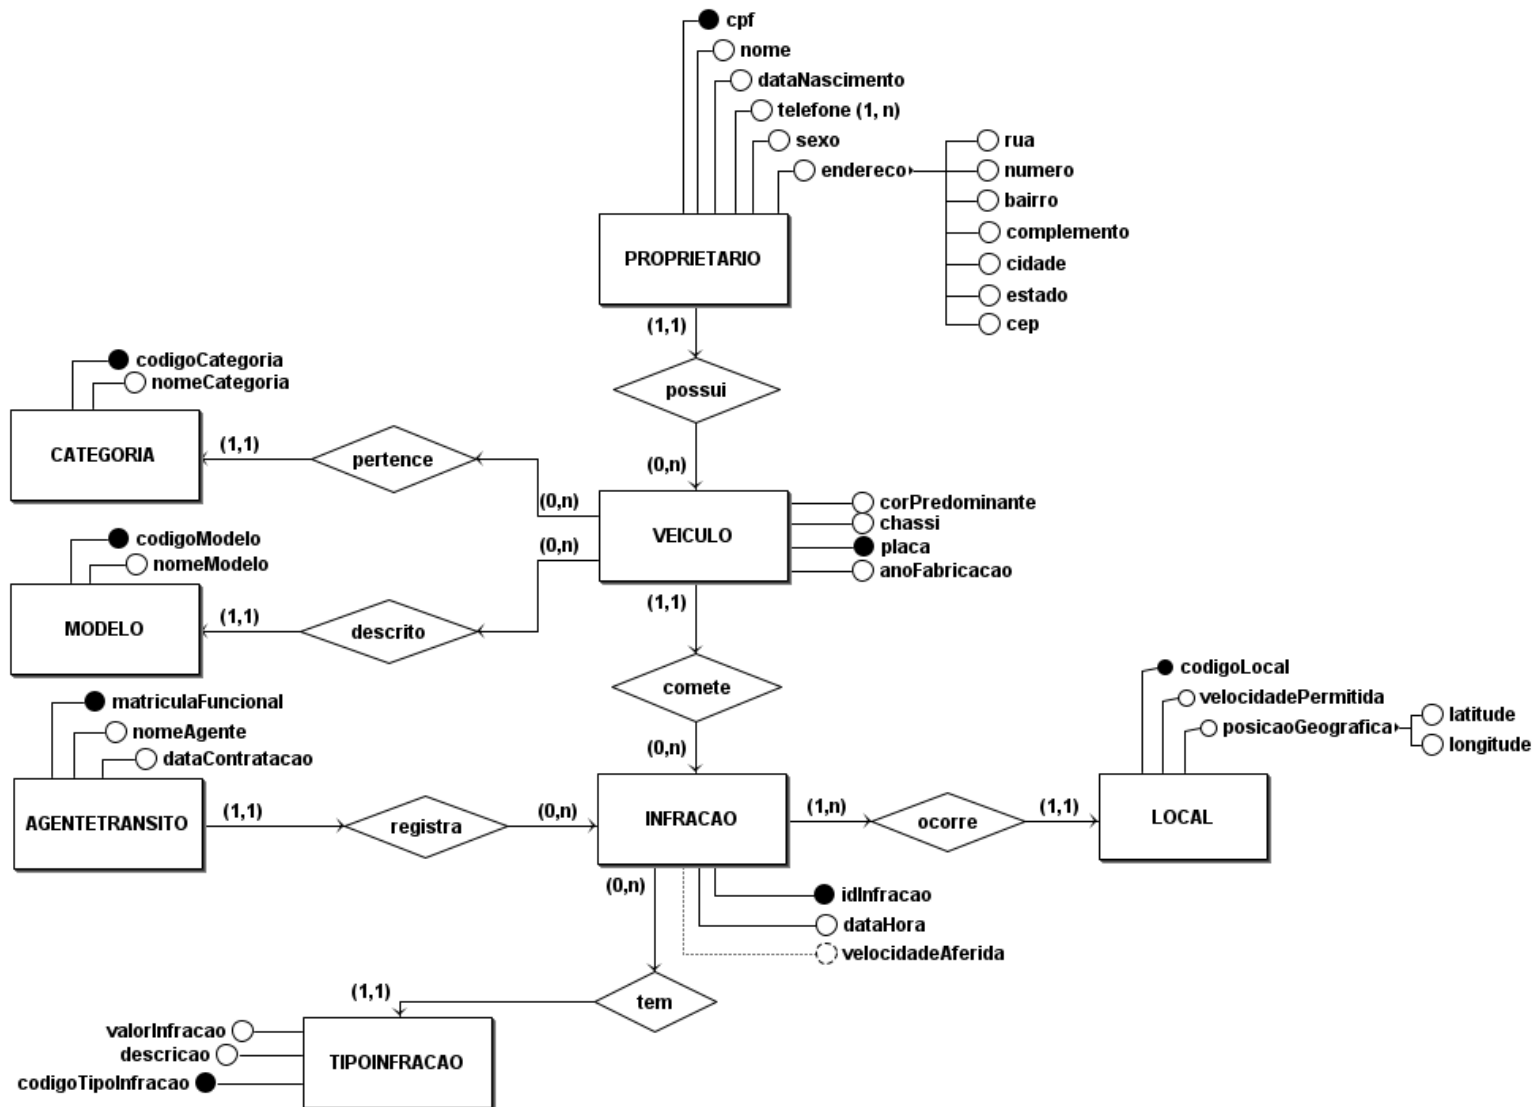 cpf
nome
dataNascimento
telefone (1, n)
sexo
endereco
rua
numero
bairro
complemento
cidade
estado
cep
PROPRIETARIO
(1,1)
possui
(0,n)
codigoCategoria
nomeCategoria
CATEGORIA
(1,1)
pertence
(0,n)
VEICULO
corPredominante
chassi
placa
anoFabricacao
codigoModelo
nomeModelo
MODELO
(1,1)
descrito
(0,n)
(1,1)
comete
(0,n)
matriculaFuncional
nomeAgente
dataContratacao
AGENTETRANSITO
(1,1)
registra
(0,n)
INFRACAO
(1,n)
ocorre
(1,1)
LOCAL
codigoLocal
velocidadePermitida
posicaoGeografica
latitude
longitude
(0,n)
idInfracao
dataHora
velocidadeAferida
tem
(1,1)
valorInfracao
descricao
codigoTipoInfracao
TIPOINFRACAO